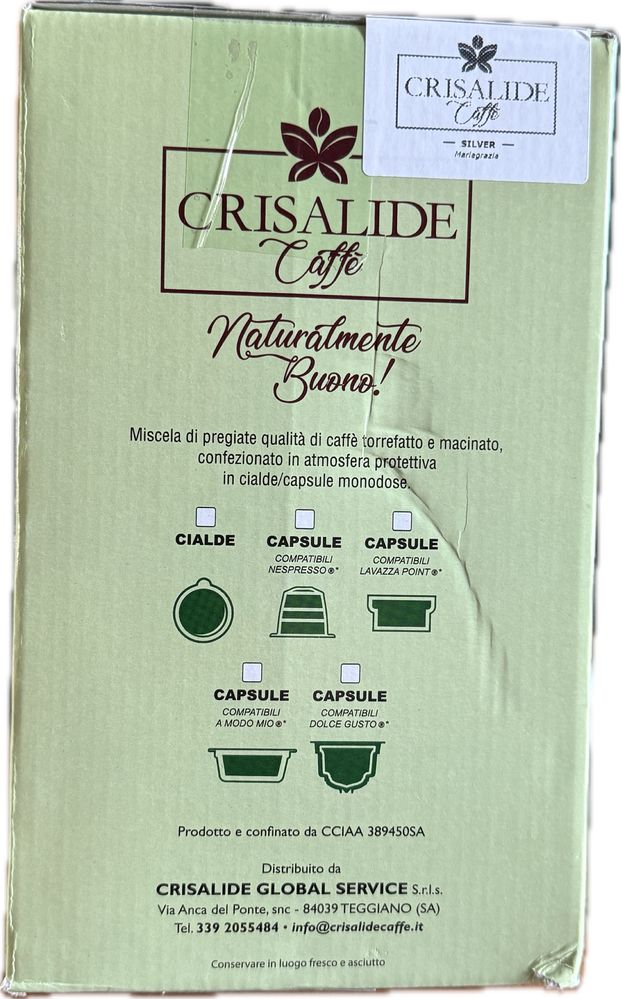 CRISALIDE
Caffè
SILVER
Mariagrazia
CRISALIDE
Caffè
Naturalmente
Buono!
Miscela di pregiate qualità di caffè torrefatto e macinato,
confezionato in atmosfera protettiva
in cialde/capsule monodose.
CIALDE
CAPSULE
COMPATIBILI
NESPRESSO®*
CAPSULE
COMPATIBILI
LAVAZZA POINT®*
CAPSULE
COMPATIBILI
A MODO MIO®*
CAPSULE
COMPATIBILI
DOLCE GUSTO®*
Prodotto e confinato da CCIAA 389450SA
Distribuito da
CRISALIDE GLOBAL SERVICE S.r.l.s.
Via Anca del Ponte, snc - 84039 TEGGIANO (SA)
Tel. 339 2055484 • info@crisalidecaffe.it
Conservare in luogo fresco e asciutto